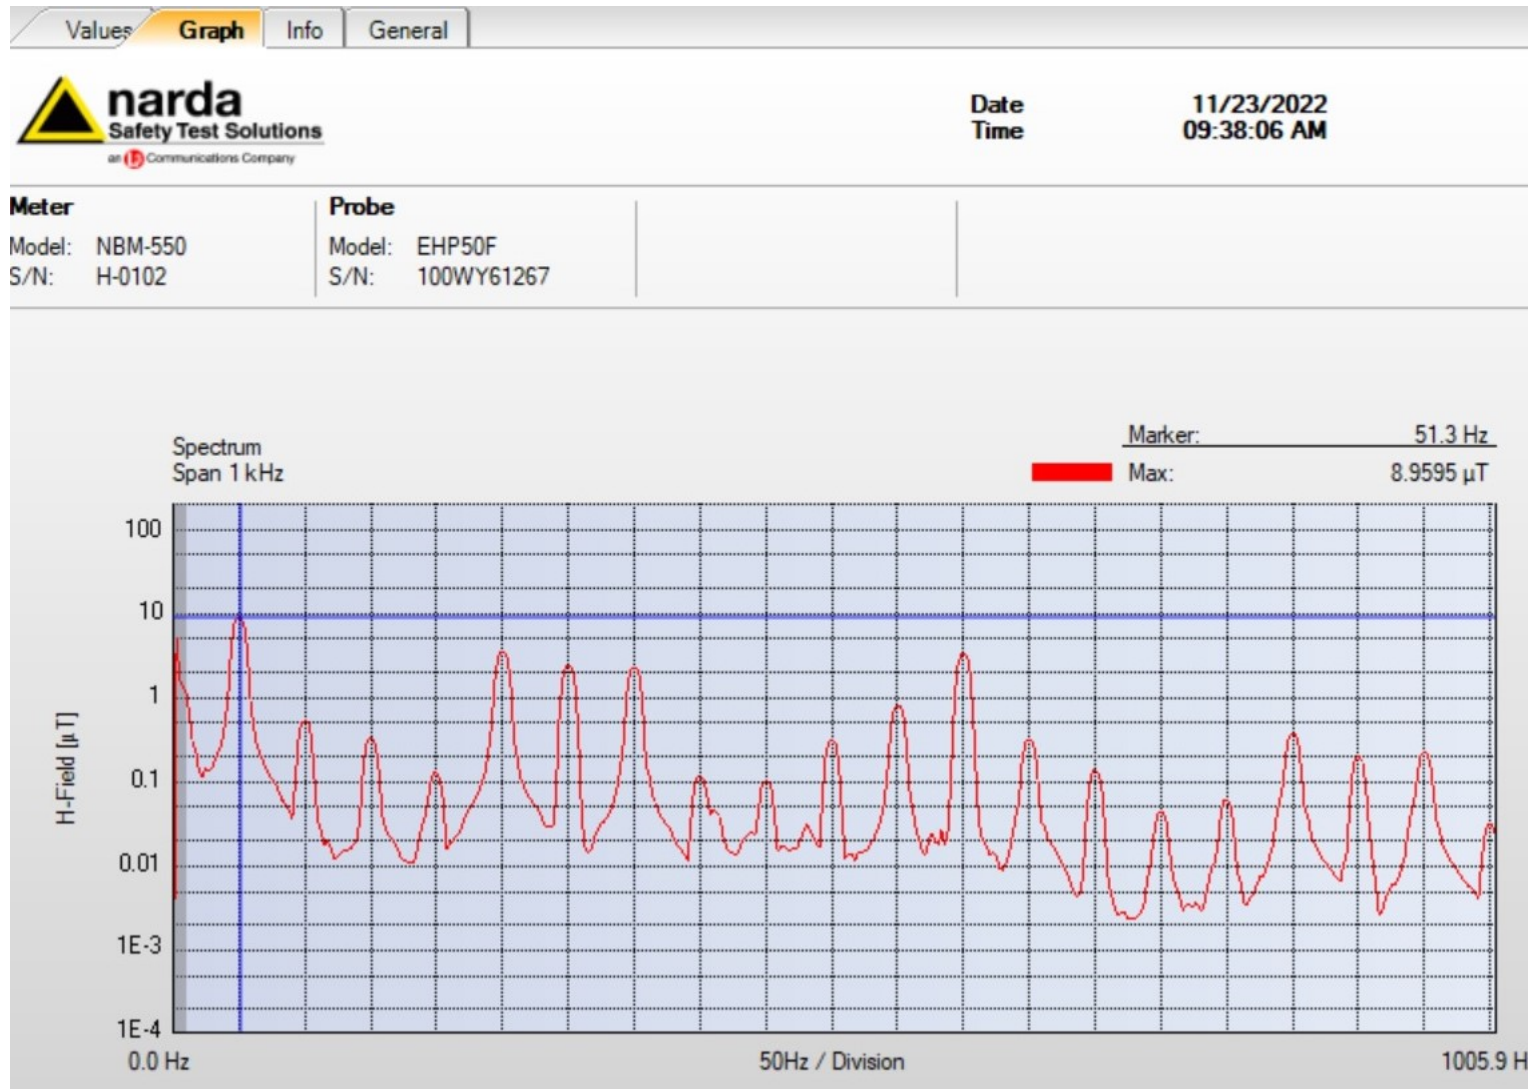 Values Graph Info General
narda
Safety Test Solutions
an L3 Communications Company
Date 11/23/2022
Time 09:38:06 AM
Meter
Model: NBM-550
S/N: H-0102
Probe
Model: EHP50F
S/N: 100WY61267
Spectrum
Span 1 kHz
Marker: 51.3 Hz
Max: 8.9595 µT
H-Field [µT]
100
10
1
0.1
0.01
1E-3
1E-4
0.0 Hz 50Hz / Division 1005.9 H